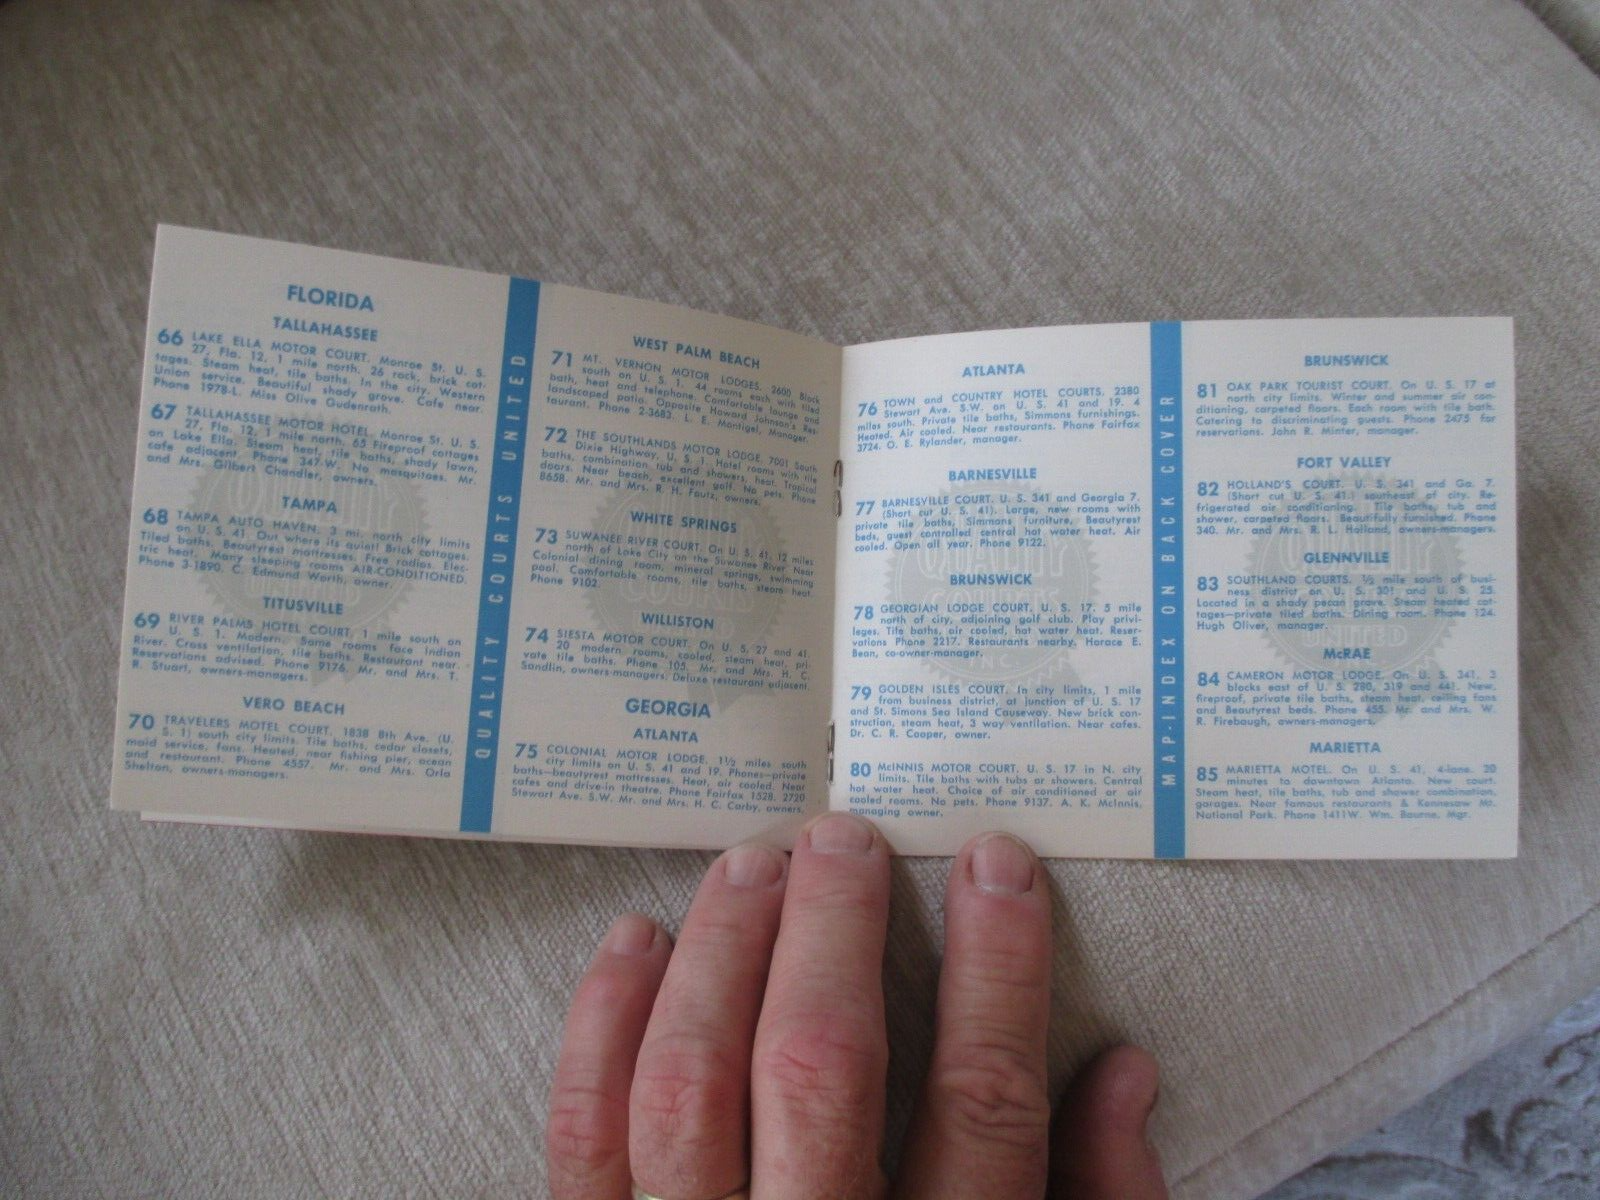 FLORIDA
TALLAHASSEE
66 LAKE ELLA MOTOR COURT. Monroe St. U. S.
27, Fla. 12, 1 mile north. 26 rock, brick cot-
tages. Steam heat, tile baths. In the city. Western
Union service. Beautiful shady grove. Cafe near.
Phone 1978-L. Miss Olive Gudenrath.
67 TALLAHASSEE MOTOR HOTEL. Monroe St. U. S.
27, Fla. 12, 1 mile north. 65 Fireproof cottages
on Lake Ella. Steam heat, tile baths, shady lawn,
cafe adjacent. Phone 347-W. No mosquitoes. Mr.
and Mrs. Gilbert Chandler, owners.
TAMPA
68 TAMPA AUTO HAVEN. 3 mi. north city limits
on U. S. 41. Out where its quiet! Brick cottages.
Tiled baths. Beautyrest mattresses. Free radios. Elec-
tric heat. Many sleeping rooms AIR-CONDITIONED.
Phone 3-1890. C. Edmund Worth, owner.
TITUSVILLE
69 RIVER PALMS HOTEL COURT. 1 mile south on
U. S. 1. Modern. Some rooms face Indian
River. Cross ventilation, tile baths. Restaurant near.
Reservations advised. Phone 9176. Mr. and Mrs. T.
R. Stuart, owners-managers.
VERO BEACH
70 TRAVELERS MOTEL COURT. 1838 8th Ave. (U.
S. 1) south city limits. Tile baths, cedar closets,
maid service, fans. Heated, near fishing pier, ocean
and restaurant. Phone 4557. Mr. and Mrs. Orla
Shelton, owners-managers.
QUALITY COURTS UNITED
WEST PALM BEACH
71 MT. VERNON MOTOR LODGES. 2600 Block
south on U. S. 1. 44 rooms each with tiled
bath, heat and telephone. Comfortable lounge and
landscaped patio. Opposite Howard Johnson's Res-
taurant. Phone 2-3683. L. E. Montigel, Manager.
72 THE SOUTHLANDS MOTOR LODGE. 7001 South
Dixie Highway, U. S. 1. Hotel rooms with tile
baths, combination tub and showers, heat. Tropical
doors. Near beach, excellent golf. No pets. Phone
8658. Mr. and Mrs. R. H. Fautz, owners.
WHITE SPRINGS
73 SUWANEE RIVER COURT. On U. S. 41. 12 miles
north of Lake City on the Suwanee River. Near
Colonial dining room, mineral springs, swimming
pool. Comfortable rooms, tile baths, steam heat.
Phone 9102.
WILLISTON
74 SIESTA MOTOR COURT. On U. S. 27 and 41.
20 modern rooms, cooled, steam heat, pri-
vate tile baths. Phone 105. Mr. and Mrs. H. C.
Sandlin, owners-managers. Deluxe restaurant adjacent.
GEORGIA
ATLANTA
75 COLONIAL MOTOR LODGE. 1½ miles south
city limits on U. S. 41 and 19. Phones—private
baths—beautyrest mattresses. Heat, air cooled. Near
cafes and drive-in theatre. Phone Fairfax 1528. 2720
Stewart Ave. S.W. Mr. and Mrs. H. C. Carby, owners.
ATLANTA
76 TOWN and COUNTRY HOTEL COURTS. 2380
Stewart Ave. S.W. on U. S. 41 and 19. 4
miles south. Private tile baths, Simmons furnishings.
Heated. Air cooled. Near restaurants. Phone Fairfax
3724. O. E. Rylander, manager.
BARNESVILLE
77 BARNESVILLE COURT. U. S. 341 and Georgia 7.
(Short cut U. S. 41). Large, new rooms with
private tile baths, Simmons furniture, Beautyrest
beds, guest controlled central hot water heat. Air
cooled. Open all year. Phone 9122.
BRUNSWICK
78 GEORGIAN LODGE COURT. U. S. 17. 5 mile
north of city, adjoining golf club. Play privi-
leges. Tile baths, air cooled, hot water heat. Reser-
vations Phone 3217. Restaurants nearby. Horace E.
Bean, co-owner-manager.
79 GOLDEN ISLES COURT. In city limits, 1 mile
from business district, at junction of U. S. 17
and St. Simons Sea Island Causeway. New brick con-
struction, steam heat, 3 way ventilation. Near cafes.
Dr. C. R. Cooper, owner.
80 McINNIS MOTOR COURT. U. S. 17 in N. city
limits. Tile baths with tubs or showers. Central
hot water heat. Choice of air conditioned or air
cooled rooms. No pets. Phone 9137. A. K. McInnis,
managing owner.
MAP-INDEX ON BACK COVER
BRUNSWICK
81 OAK PARK TOURIST COURT. On U. S. 17 at
north city limits. Winter and summer air con-
ditioning, carpeted floors. Each room with tile bath.
Catering to discriminating guests. Phone 2475 for
reservations. John R. Minter, manager.
FORT VALLEY
82 HOLLAND'S COURT. U. S. 341 and Ga. 7.
(Short cut U. S. 41.) southeast of city. Re-
frigerated air conditioning. Tile baths, tub and
shower, carpeted floors. Beautifully furnished. Phone
340. Mr. and Mrs. R. L. Holland, owners-managers.
GLENNVILLE
83 SOUTHLAND COURTS. ½ mile south of busi-
ness district on U. S. 301 and U. S. 25.
Located in a shady pecan grove. Steam heated cot-
tages—private tiled baths. Dining room. Phone 124.
Hugh Oliver, manager.
McRAE
84 CAMERON MOTOR LODGE. On U. S. 341, 3
blocks east of U. S. 280, 319 and 441. New,
fireproof, private tile baths, steam heat, ceiling fans
and Beautyrest beds. Phone 455. Mr. and Mrs. W.
R. Firebaugh, owners-managers.
MARIETTA
85 MARIETTA MOTEL. On U. S. 41, 4-lane. 20
minutes to downtown Atlanta. New court.
Steam heat, tile baths, tub and shower combination,
garages. Near famous restaurants & Kennesaw Mt.
National Park. Phone 1411W. Wm. Bourne, Mgr.